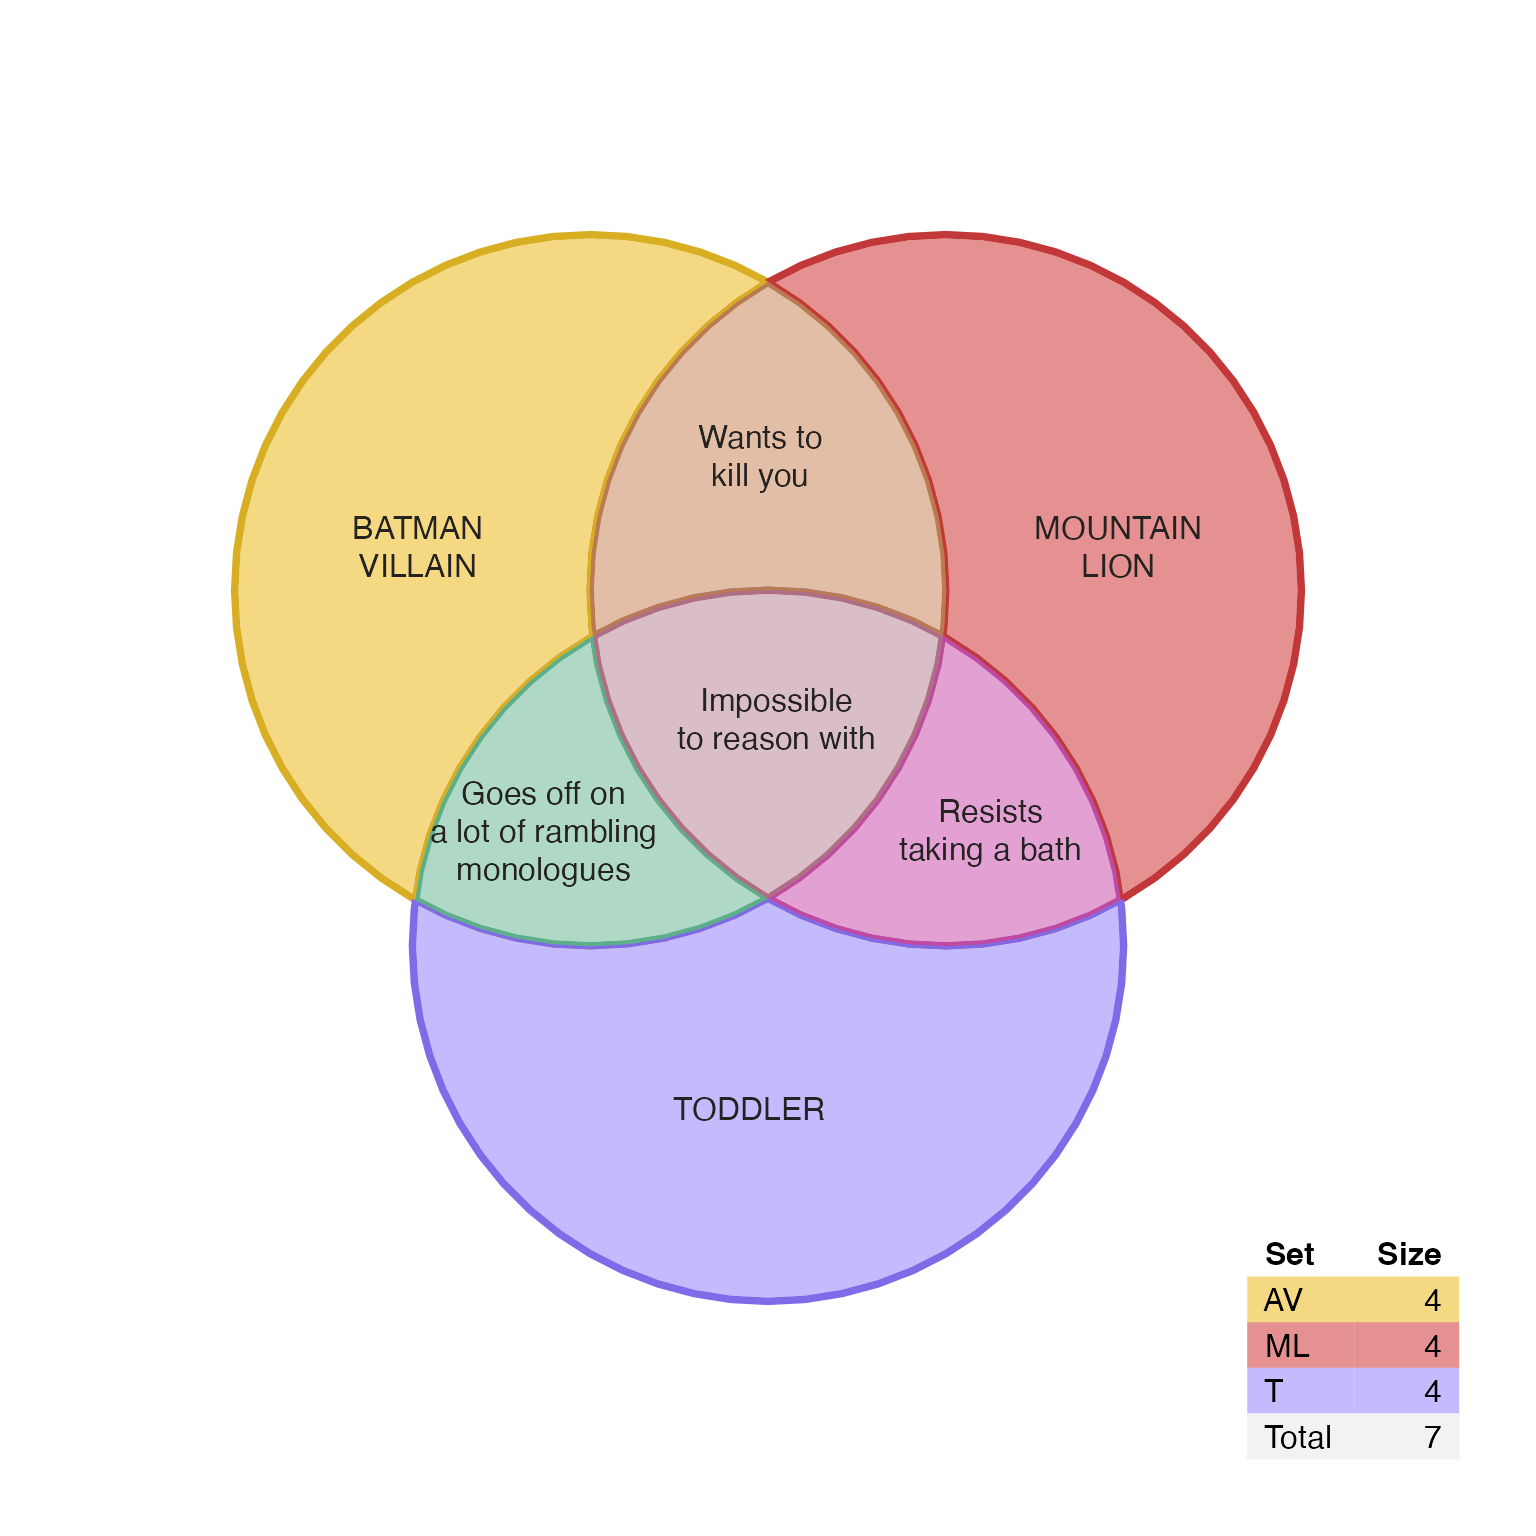 Wants to
kill you
BATMAN
VILLAIN
MOUNTAIN
LION
Impossible
to reason with
Goes off on
a lot of rambling
monologues
Resists
taking a bath
TODDLER
Set Size
AV 4
ML 4
T 4
Total 7